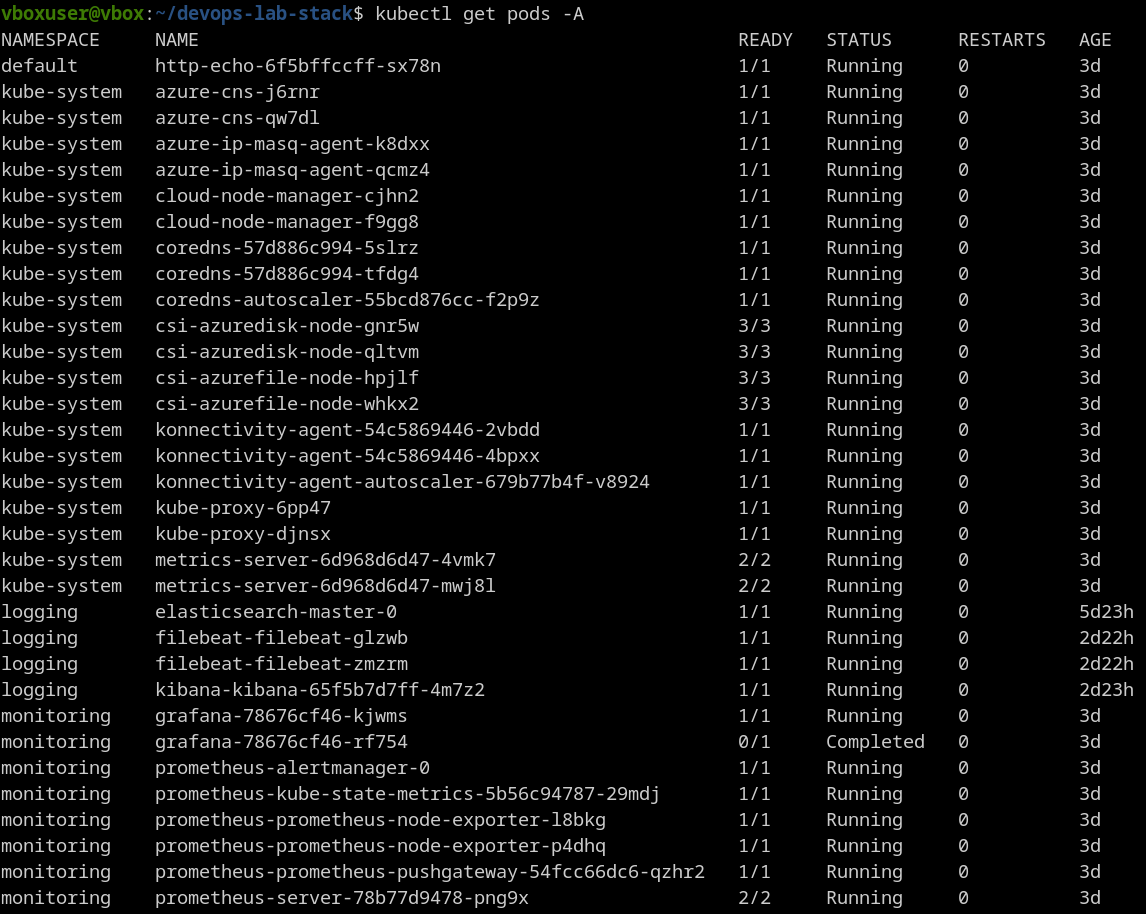 vboxuser@vbox:~/devops-lab-stack$ kubectl get pods -A
NAMESPACE     NAME                                                 READY   STATUS      RESTARTS   AGE
default       http-echo-6f5bffccff-sx78n                           1/1     Running     0          3d
kube-system   azure-cns-j6rnr                                      1/1     Running     0          3d
kube-system   azure-cns-qw7dl                                      1/1     Running     0          3d
kube-system   azure-ip-masq-agent-k8dxx                            1/1     Running     0          3d
kube-system   azure-ip-masq-agent-qcmz4                            1/1     Running     0          3d
kube-system   cloud-node-manager-cjhn2                             1/1     Running     0          3d
kube-system   cloud-node-manager-f9gg8                             1/1     Running     0          3d
kube-system   coredns-57d886c994-5slrz                             1/1     Running     0          3d
kube-system   coredns-57d886c994-tfdg4                             1/1     Running     0          3d
kube-system   coredns-autoscaler-55bcd876cc-f2p9z                  1/1     Running     0          3d
kube-system   csi-azuredisk-node-gnr5w                             3/3     Running     0          3d
kube-system   csi-azuredisk-node-qltvm                             3/3     Running     0          3d
kube-system   csi-azurefile-node-hpjlf                             3/3     Running     0          3d
kube-system   csi-azurefile-node-whkx2                             3/3     Running     0          3d
kube-system   konnectivity-agent-54c5869446-2vbdd                  1/1     Running     0          3d
kube-system   konnectivity-agent-54c5869446-4bpxx                  1/1     Running     0          3d
kube-system   konnectivity-agent-autoscaler-679b77b4f-v8924        1/1     Running     0          3d
kube-system   kube-proxy-6pp47                                     1/1     Running     0          3d
kube-system   kube-proxy-djnsx                                     1/1     Running     0          3d
kube-system   metrics-server-6d968d6d47-4vmk7                      2/2     Running     0          3d
kube-system   metrics-server-6d968d6d47-mwj8l                      2/2     Running     0          3d
logging       elasticsearch-master-0                               1/1     Running     0          5d23h
logging       filebeat-filebeat-glzwb                              1/1     Running     0          2d22h
logging       filebeat-filebeat-zmzrm                              1/1     Running     0          2d22h
logging       kibana-kibana-65f5b7d7ff-4m7z2                       1/1     Running     0          2d23h
monitoring    grafana-78676cf46-kjwms                              1/1     Running     0          3d
monitoring    grafana-78676cf46-rf754                              0/1     Completed   0          3d
monitoring    prometheus-alertmanager-0                            1/1     Running     0          3d
monitoring    prometheus-kube-state-metrics-5b56c94787-29mdj       1/1     Running     0          3d
monitoring    prometheus-prometheus-node-exporter-l8bkg            1/1     Running     0          3d
monitoring    prometheus-prometheus-node-exporter-p4dhq            1/1     Running     0          3d
monitoring    prometheus-prometheus-pushgateway-54fcc66dc6-qzhr2   1/1     Running     0          3d
monitoring    prometheus-server-78b77d9478-png9x                   2/2     Running     0          3d